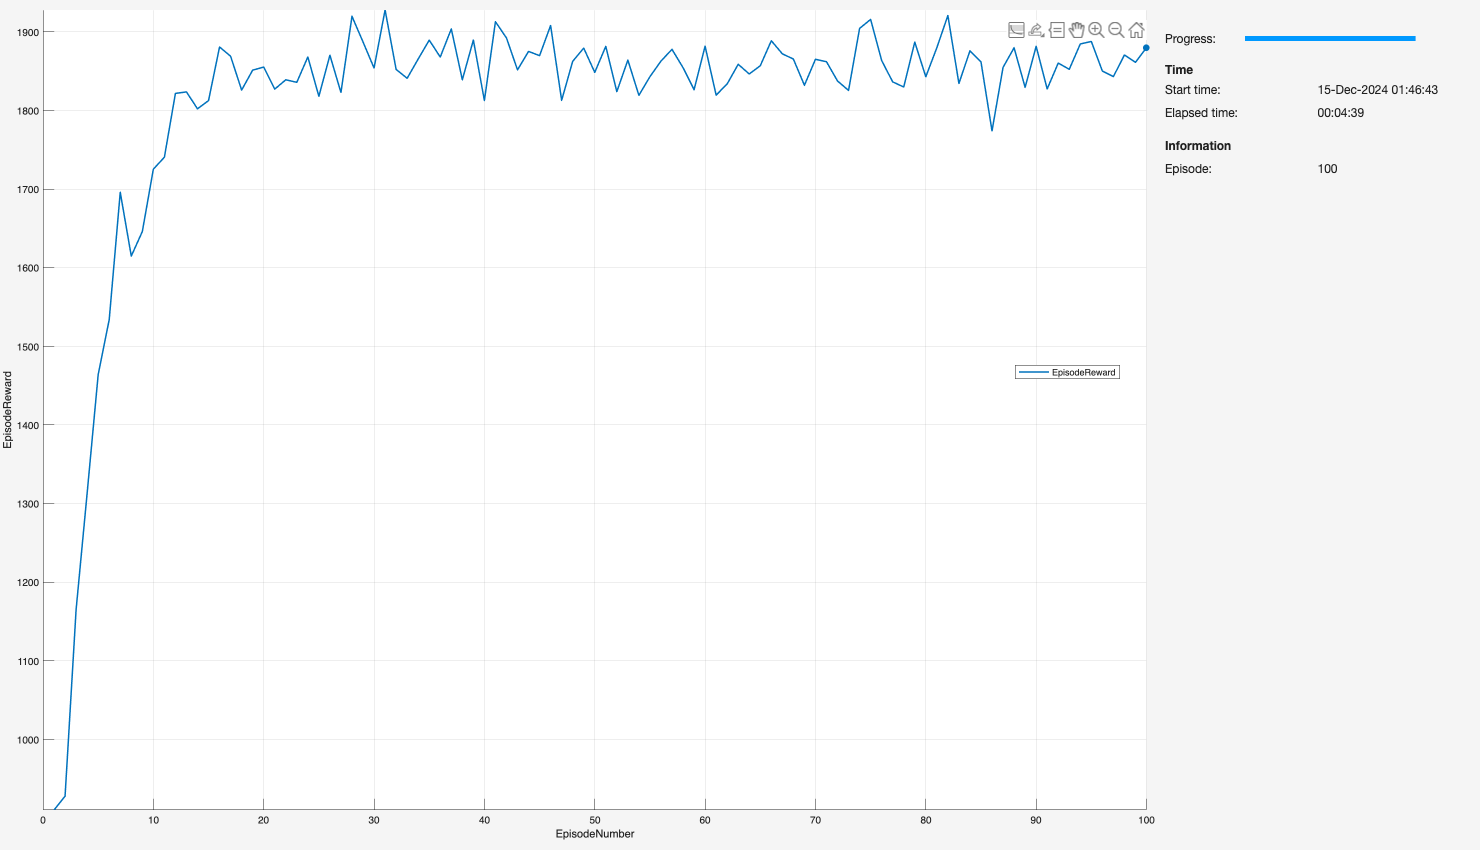 1900
1800
1700
1600
1500
1400
1300
1200
1100
1000
EpisodeReward
0 10 20 30 40 50 60 70 80 90 100
EpisodeNumber
EpisodeReward
Progress:
Time
Start time: 15-Dec-2024 01:46:43
Elapsed time: 00:04:39
Information
Episode: 100